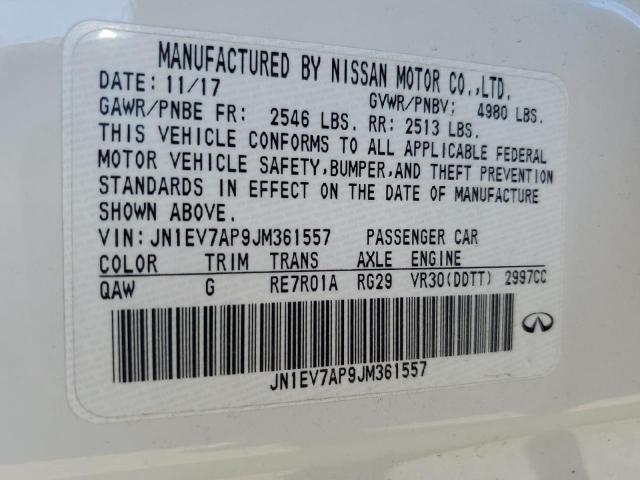 MANUFACTURED BY NISSAN MOTOR CO.,LTD.
DATE: 11/17 GVWR/PNBV: 4980 LBS.
GAWR/PNBE FR: 2546 LBS. RR: 2513 LBS.
THIS VEHICLE CONFORMS TO ALL APPLICABLE FEDERAL
MOTOR VEHICLE SAFETY,BUMPER,AND THEFT PREVENTION
STANDARDS IN EFFECT ON THE DATE OF MANUFACTURE
SHOWN ABOVE.
VIN:JN1EV7AP9JM361557 PASSENGER CAR
COLOR TRIM TRANS AXLE ENGINE
QAW G RE7R01A RG29 VR30(DDTT) 2997CC
JN1EV7AP9JM361557